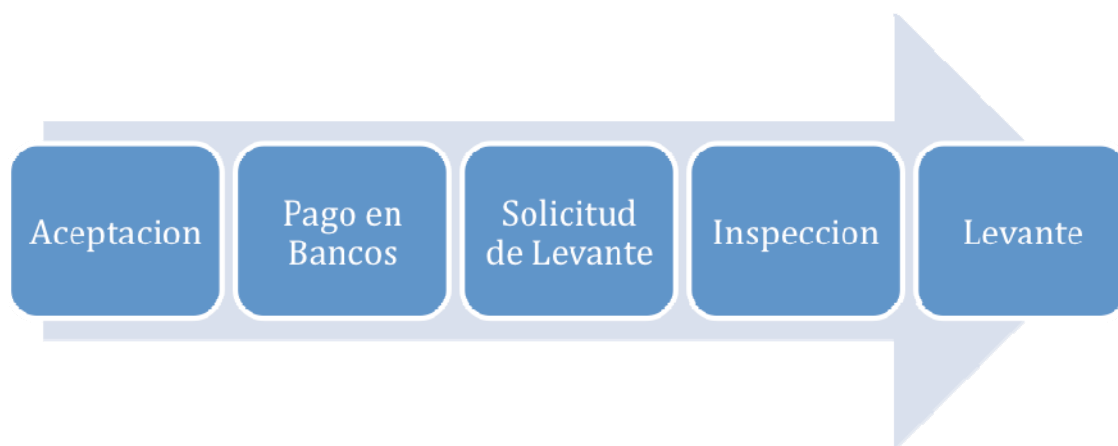 Aceptacion
Pago en
Bancos
Solicitud
de Levante
Inspeccion
Levante